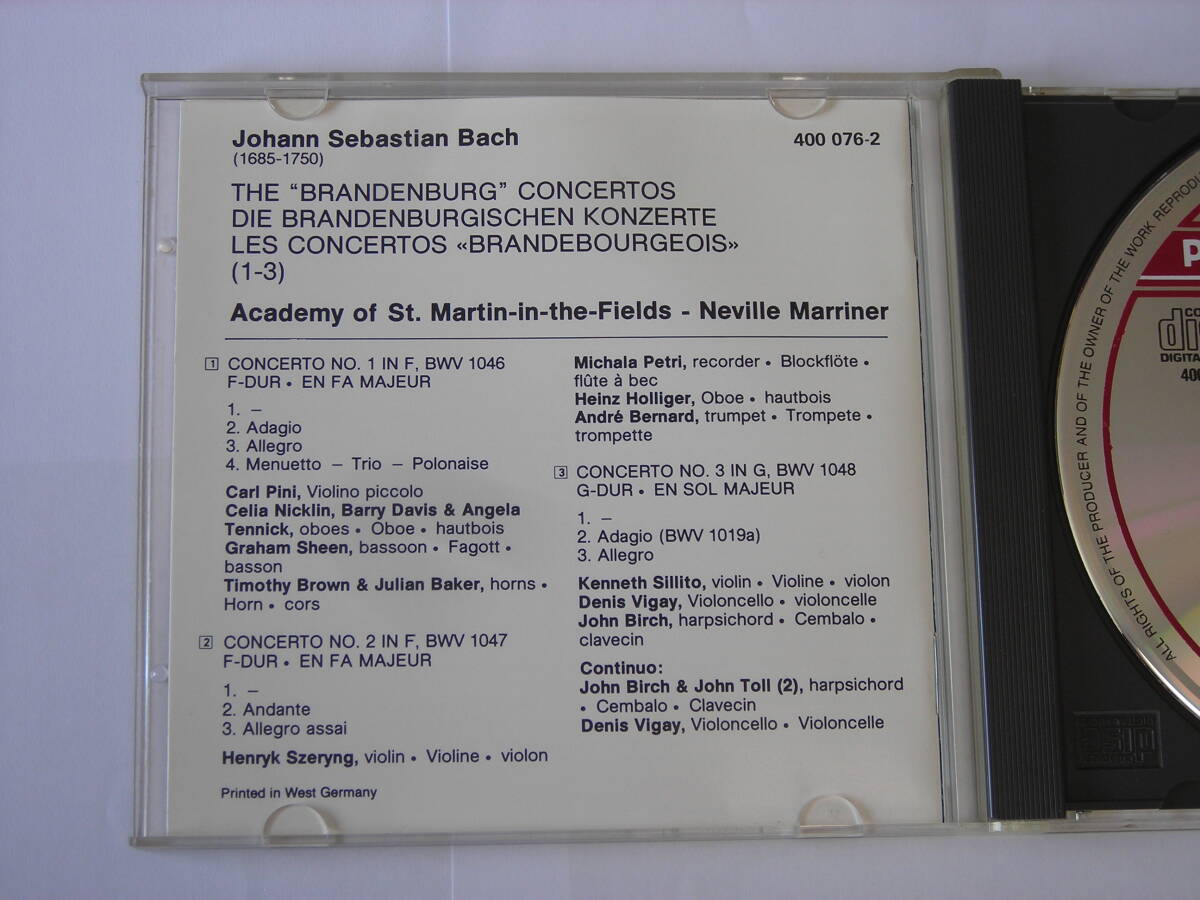 Johann Sebastian Bach
400 076-2
(1685-1750)
THE “BRANDENBURG” CONCERTOS
DIE BRANDENBURGISCHEN KONZERTE
LES CONCERTOS «BRANDEBOURGEOIS»
(1-3)
Academy of St. Martin-in-the-Fields - Neville Marriner
1 CONCERTO NO. 1 IN F, BWV 1046
F-DUR • EN FA MAJEUR
1. –
2. Adagio
3. Allegro
4. Menuetto – Trio – Polonaise
Carl Pini, Violino piccolo
Celia Nicklin, Barry Davis & Angela
Tennick, oboes • Oboe • hautbois
Graham Sheen, bassoon • Fagott •
basson
Timothy Brown & Julian Baker, horns •
Horn • cors
2 CONCERTO NO. 2 IN F, BWV 1047
F-DUR • EN FA MAJEUR
1. –
2. Andante
3. Allegro assai
Henryk Szeryng, violin • Violine • violon
Printed in West Germany
Michala Petri, recorder • Blockflöte •
flûte à bec
Heinz Holliger, Oboe • hautbois
André Bernard, trumpet • Trompete •
trompette
3 CONCERTO NO. 3 IN G, BWV 1048
G-DUR • EN SOL MAJEUR
1. –
2. Adagio (BWV 1019a)
3. Allegro
Kenneth Sillito, violin • Violine • violon
Denis Vigay, Violoncello • violoncelle
John Birch, harpsichord • Cembalo •
clavecin
Continuo:
John Birch & John Toll (2), harpsichord
• Cembalo • Clavecin
Denis Vigay, Violoncello • Violoncelle
ALL RIGHTS OF THE PRODUCER AND OF THE OWNER OF THE WORK
P
DIGITAL
400